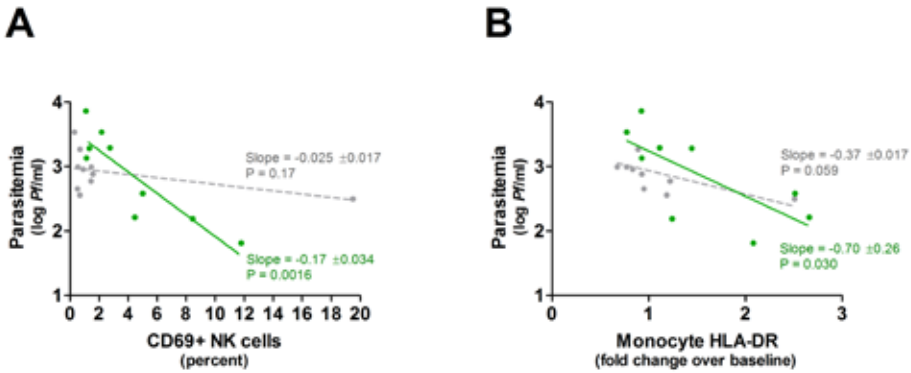 A
B
4
3
2
1
Parasitemia
(log Pf/ml)
Slope = -0.025 ±0.017
P = 0.17
Slope = -0.17 ±0.034
P = 0.0016
0 2 4 6 8 10 12 14 16 18 20
CD69+ NK cells
(percent)
4
3
2
1
Parasitemia
(log Pf/ml)
Slope = -0.37 ±0.017
P = 0.059
Slope = -0.70 ±0.26
P = 0.030
0 1 2 3
Monocyte HLA-DR
(fold change over baseline)